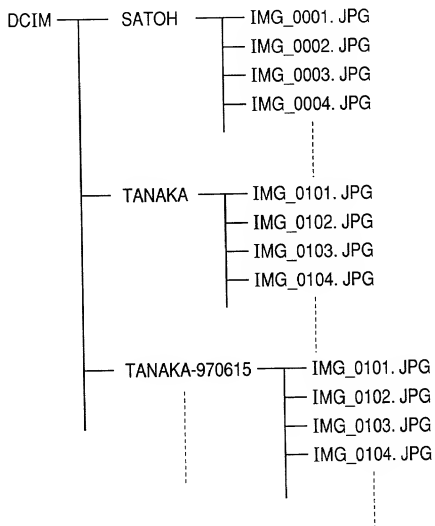 DCIM SATOH IMG_0001. JPG
IMG_0002. JPG
IMG_0003. JPG
IMG_0004. JPG
TANAKA IMG_0101. JPG
IMG_0102. JPG
IMG_0103. JPG
IMG_0104. JPG
TANAKA-970615 IMG_0101. JPG
IMG_0102. JPG
IMG_0103. JPG
IMG_0104. JPG